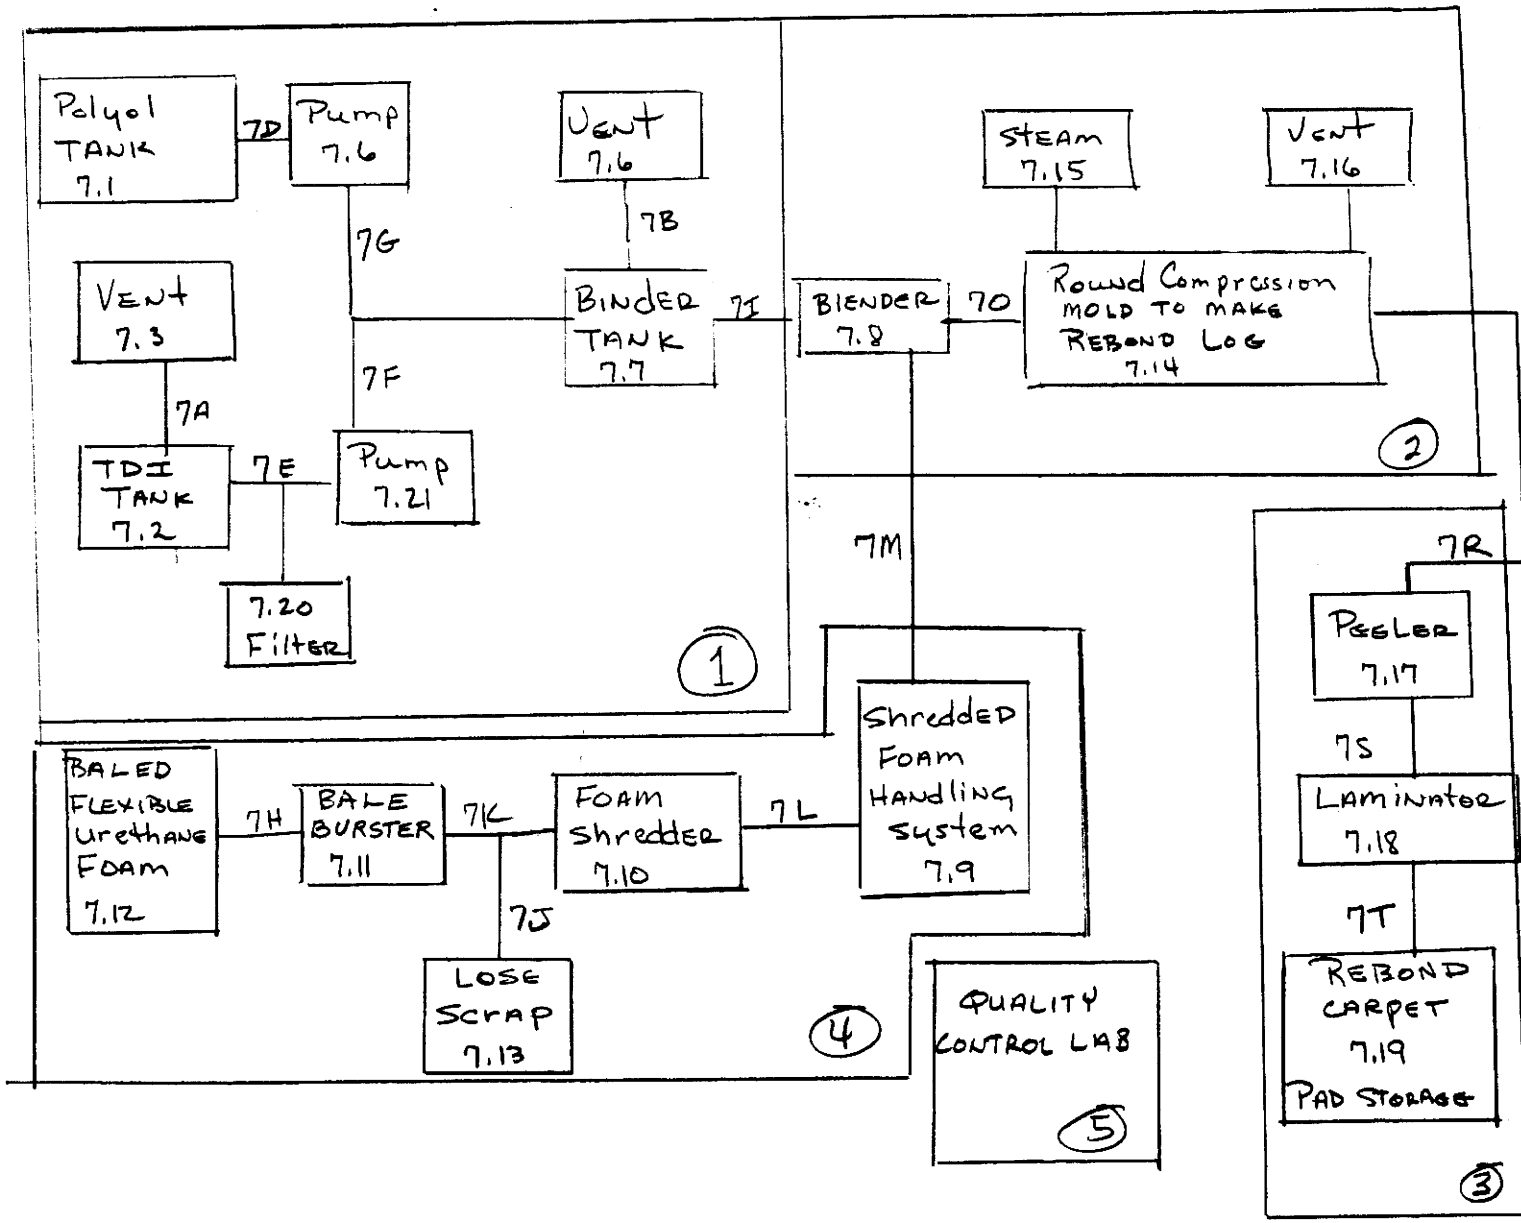 Polyol
TANK
7.1
7D
Pump
7.6
VENT
7.6
7B
7G
VENT
7.3
7A
7F
BINDER
TANK
7.7
7I
TDI
TANK
7.2
7E
Pump
7.21
7.20
Filter
1
STEAM
7.15
VENT
7.16
BLENDER
7.8
7O
Round Compression
MOLD TO MAKE
REBOND LOG
7.14
2
7M
7R
PEELER
7.17
7S
LAMINATOR
7.18
7T
REBOND
CARPET
7.19
PAD STORAGE
3
BALED
FLEXIBLE
urethane
FOAM
7.12
7H
BALE
BURSTER
7.11
7K
7J
LOSE
Scrap
7.13
FOAM
Shredder
7.10
7L
Shredded
FOAM
HANdling
System
7.9
4
QUALITY
CONTROL LAB
5